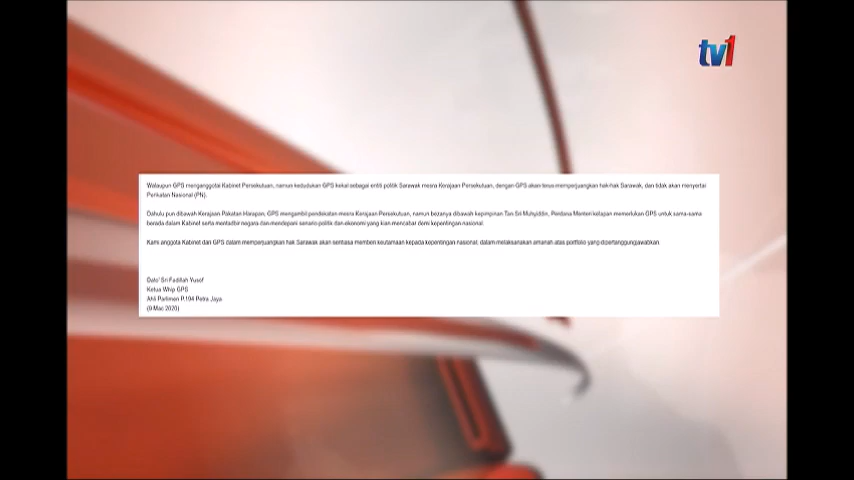 tv1
Walaupun GPS menganggotai Kabinet Persekutuan, namun kedudukan GPS kekal sebagai entiti politik Sarawak mesra Kerajaan Persekutuan, dengan GPS akan terus memperjuangkan hak-hak Sarawak, dan tidak akan menyertai
Perikatan Nasional (PN).
Dahulu pun dibawah Kerajaan Pakatan Harapan, GPS mengambil pendekatan mesra Kerajaan Persekutuan, namun bezanya dibawah kepimpinan Tan Sri Muhyiddin, Perdana Menteri kelapan memerlukan GPS untuk sama-sama
berada dalam Kabinet serta mentadbir negara dan mendepani senario politik dan ekonomi yang kian mencabar demi kepentingan nasional.
Kami anggota Kabinet dari GPS dalam memperjuangkan hak Sarawak akan sentiasa memberi keutamaan kepada kepentingan nasional dalam melaksanakan amanah atas portfolio yang dipertanggungjawabkan.
Dato' Sri Fadillah Yusof
Ketua Whip GPS
Ahli Parlimen P.194 Petra Jaya
(9 Mac 2020)